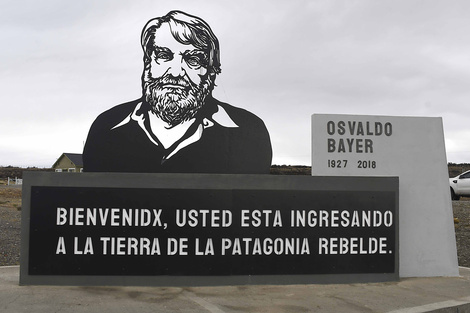 OSVALDO
BAYER
1927 2018
BIENVENIDX, USTED ESTA INGRESANDO
A LA TIERRA DE LA PATAGONIA REBELDE.